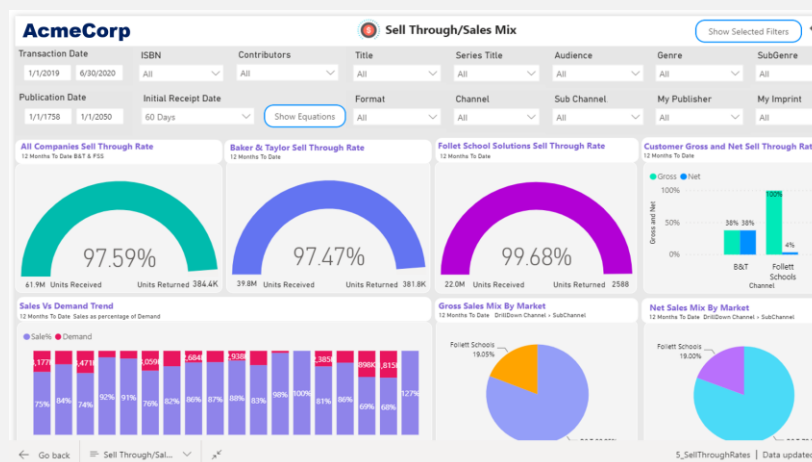 AcmeCorp
Sell Through/Sales Mix
Show Selected Filters
Transaction Date
ISBN
Contributors
Title
Series Title
Audience
Genre
SubGenre
1/1/2019 6/30/2020
All
All
All
All
All
All
All
Publication Date
Initial Receipt Date
Format
Channel
Sub Channel
My Publisher
My Imprint
1/1/1758 1/1/2050
60 Days
Show Equations
All
All
All
All
All
All Companies Sell Through Rate
12 Months To Date B&T & FSS
97.59%
61.9M Units Received
Units Returned 384.4K
Baker & Taylor Sell Through Rate
12 Months To Date
97.47%
39.8M Units Received
Units Returned 381.8K
Follet School Solutions Sell Through Rate
12 Months To Date
99.68%
22.0M Units Received
Units Returned 2588
Customer Gross and Net Sell Through Rat
12 Months To Date
Gross Net
Gross and Net
100%
50%
0%
38% 38%
100%
4%
B&T
Follett
Schools
Channel
Sales Vs Demand Trend
12 Months To Date Sales as percentage of Demand
Sale% Demand
75% 84% 74% 92% 91% 76% 82% 86% 87% 88% 83% 98% 100% 81% 86% 69% 68% 127%
Gross Sales Mix By Market
12 Months To Date DrillDown Channel > SubChannel
Follett Schools
19.05%
Net Sales Mix By Market
12 Months To Date DrillDown Channel > SubChannel
Follett Schools
19.00%
Go back
Sell Through/Sal...
5_SellThroughRates | Data updated